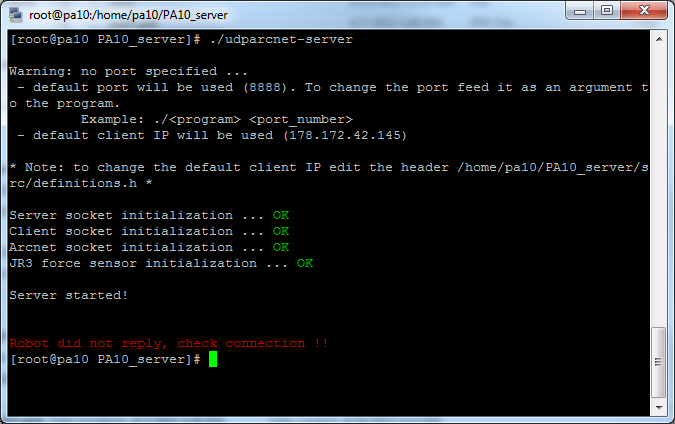 root@pa10:/home/pa10/PA10_server
[root@pa10 PA10_server]# ./udparcnet-server
Warning: no port specified ...
- default port will be used (8888). To change the port feed it as an argument t
o the program.
Example: ./<program> <port_number>
- default client IP will be used (178.172.42.145)
* Note: to change the default client IP edit the header /home/pa10/PA10_server/s
rc/definitions.h *
Server socket initialization ... OK
Client socket initialization ... OK
Arcnet socket initialization ... OK
JR3 force sensor initialization ... OK
Server started!
Robot did not reply, check connection !!
[root@pa10 PA10_server]#